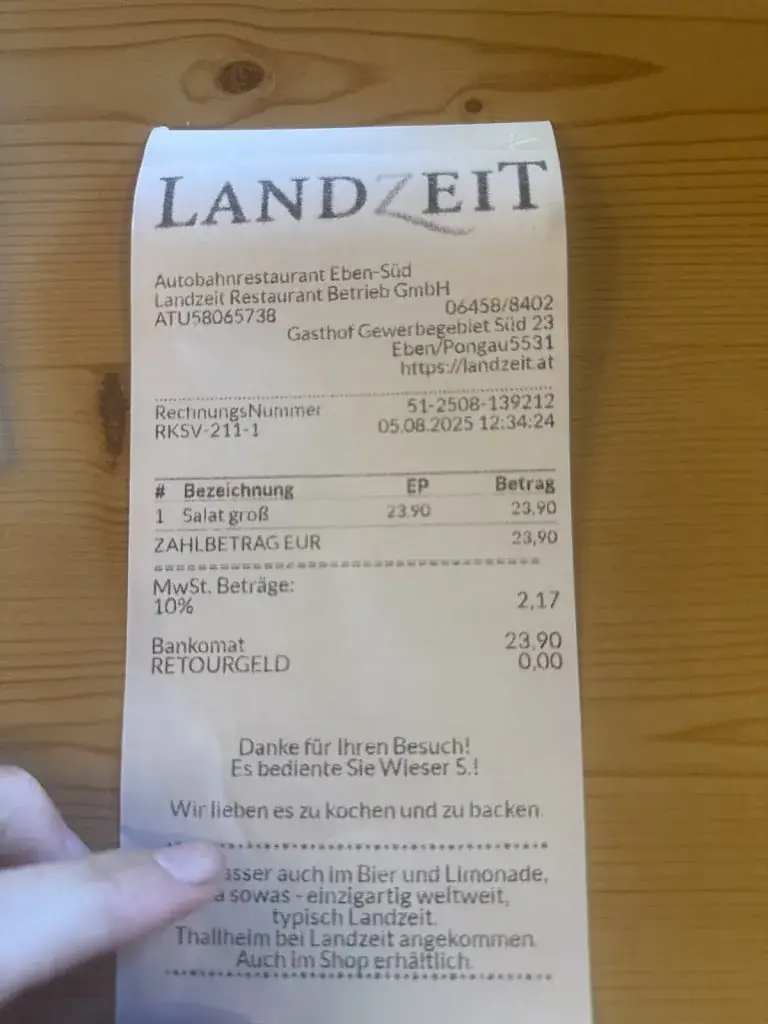 LANDZEIT
Autobahnrestaurant Eben-Süd
Landzeit Restaurant Betrieb GmbH
ATU58065738 06458/8402
Gasthof Gewerbegebiet Süd 23
Eben/Pongau5531
https://landzeit.at
RechnungsNummer 51-2508-139212
RKSV-211-1 05.08.2025 12:34:24
# Bezeichnung EP Betrag
1 Salat groß 23,90 23,90
ZAHLBETRAG EUR 23,90
MwSt. Beträge:
10% 2,17
Bankomat 23,90
RETOURGELD 0,00
Danke für Ihren Besuch!
Es bediente Sie Wieser S.!
Wir lieben es zu kochen und zu backen.
auch im Bier und Limonade,
sowas - einzigartig weltweit,
typisch Landzeit.
Thallheim bei Landzeit angekommen.
Auch im Shop erhältlich.